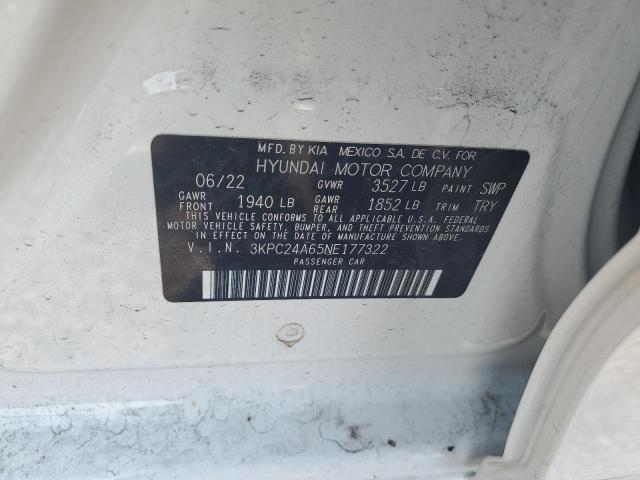 MFD. BY KIA MEXICO S.A. DE C.V. FOR
HYUNDAI MOTOR COMPANY
06/22 GVWR 3527 LB PAINT SWP
GAWR FRONT 1940 LB GAWR REAR 1852 LB TRIM TRY
THIS VEHICLE CONFORMS TO ALL APPLICABLE U.S.A. FEDERAL
MOTOR VEHICLE SAFETY, BUMPER, AND THEFT PREVENTION STANDARDS
IN EFFECT ON THE DATE OF MANUFACTURE SHOWN ABOVE.
V.I.N. 3KPC24A65NE177322
PASSENGER CAR